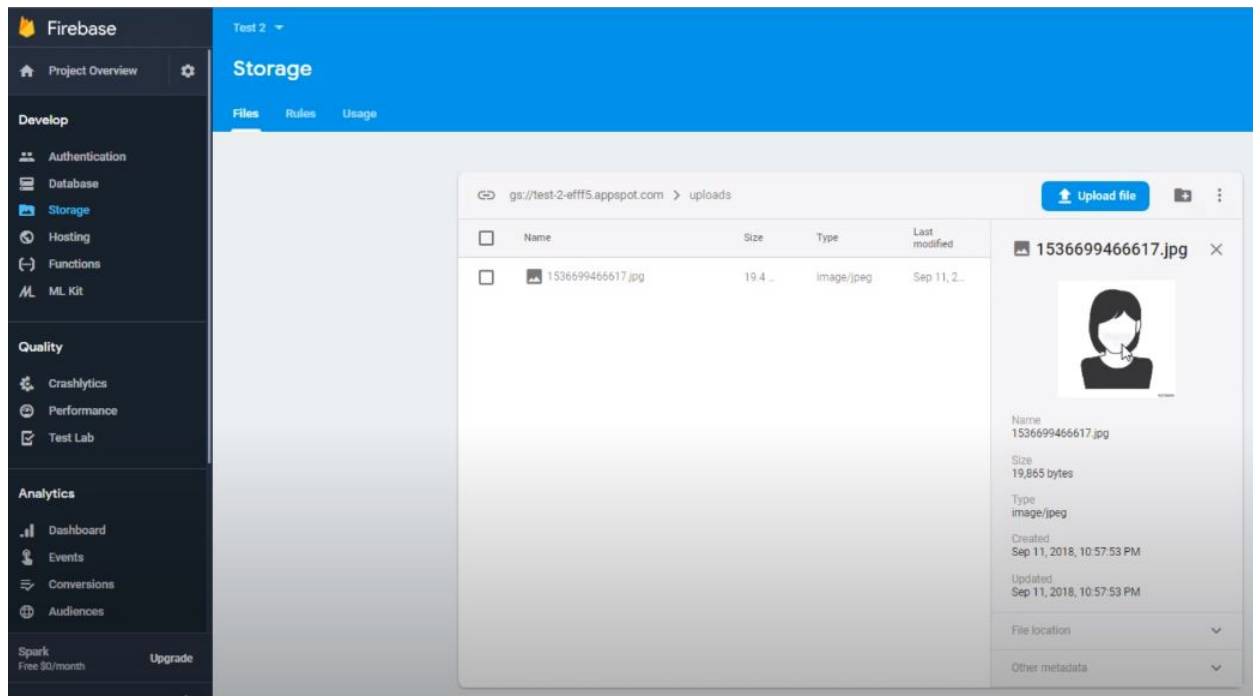 Firebase
Project Overview
Develop
Authentication
Database
Storage
Hosting
Functions
ML Kit
Quality
Crashlytics
Performance
Test Lab
Analytics
Dashboard
Events
Conversions
Audiences
Spark
Free $0/month
Upgrade
Test 2
Storage
Files Rules Usage
gs://test-2-efff5.appspot.com > uploads
Upload file
Name Size Type Last modified
1536699466617.jpg 19.4 ... image/jpeg Sep 11, 2...
1536699466617.jpg
Name
1536699466617.jpg
Size
19,865 bytes
Type
image/jpeg
Created
Sep 11, 2018, 10:57:53 PM
Updated
Sep 11, 2018, 10:57:53 PM
File location
Other metadata